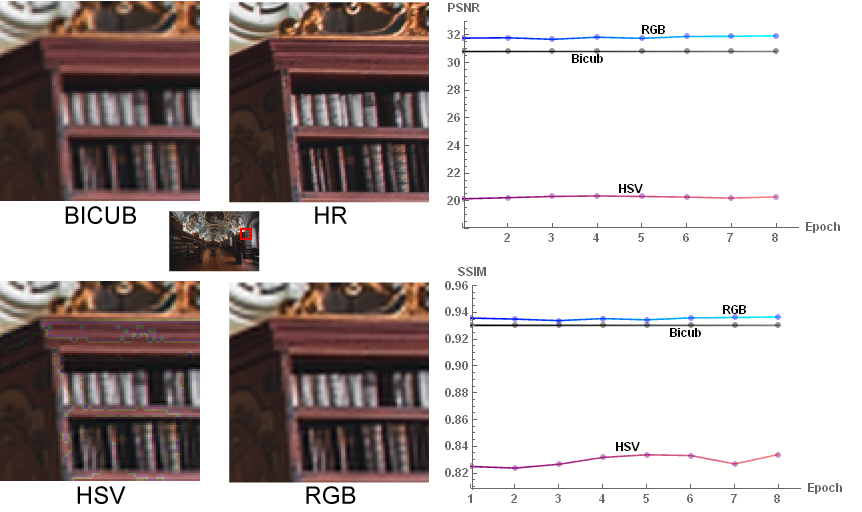 BICUB
HR
HSV
RGB
PSNR
32
30
28
26
24
22
20
RGB
Bicub
HSV
2 3 4 5 6 7 8
Epoch
SSIM
0.96
0.94
0.92
0.90
0.88
0.86
0.84
0.82
RGB
Bicub
HSV
1 2 3 4 5 6 7 8
Epoch